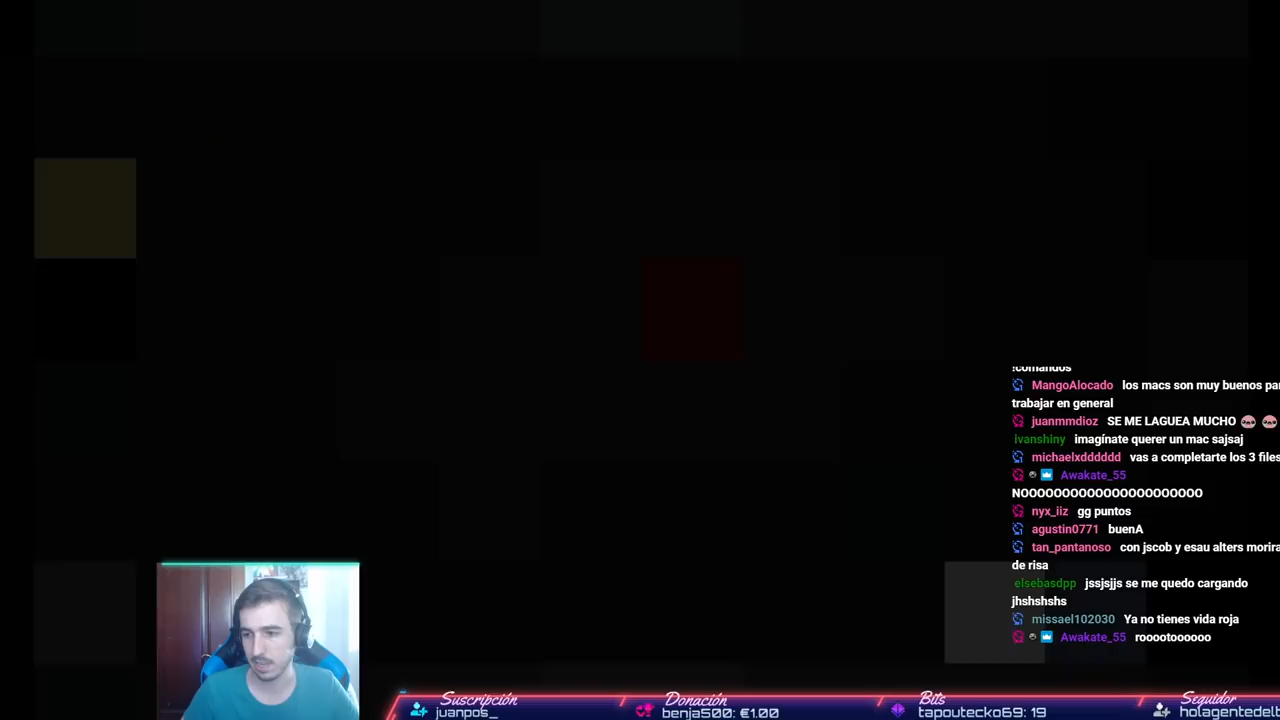 !comandos
MangoAlocado los macs son muy buenos par
trabajar en general
juanmmdioz SE ME LAGUEA MUCHO
ivanshiny imagínate querer un mac sajsaj
michaelxdddddd vas a completarte los 3 files
Awakate_55
NOOOOOOOOOOOOOOOOOOOOOO
nyx_iiz gg puntos
agustin0771 buenA
tan_pantanoso con jscob y esau alters morira
de risa
elsebasdpp jssjsjjs se me quedo cargando
jhshshshs
missael102030 Ya no tienes vida roja
Awakate_55 rooootoooooo
Suscripción Donación Bits Seguidor
juanpos_ benja500: €1.00 tapoutecko69: 19 holagentedelb